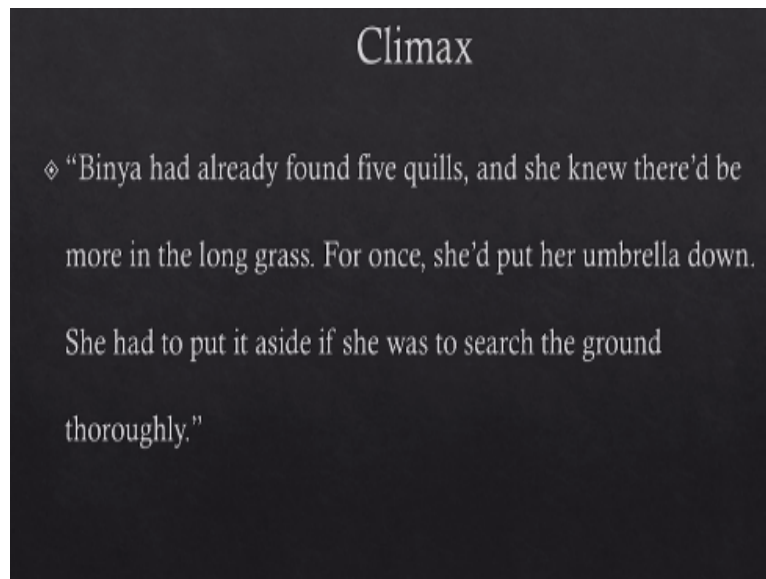 Climax
“Binya had already found five quills, and she knew there’d be
more in the long grass. For once, she’d put her umbrella down.
She had to put it aside if she was to search the ground
thoroughly.”